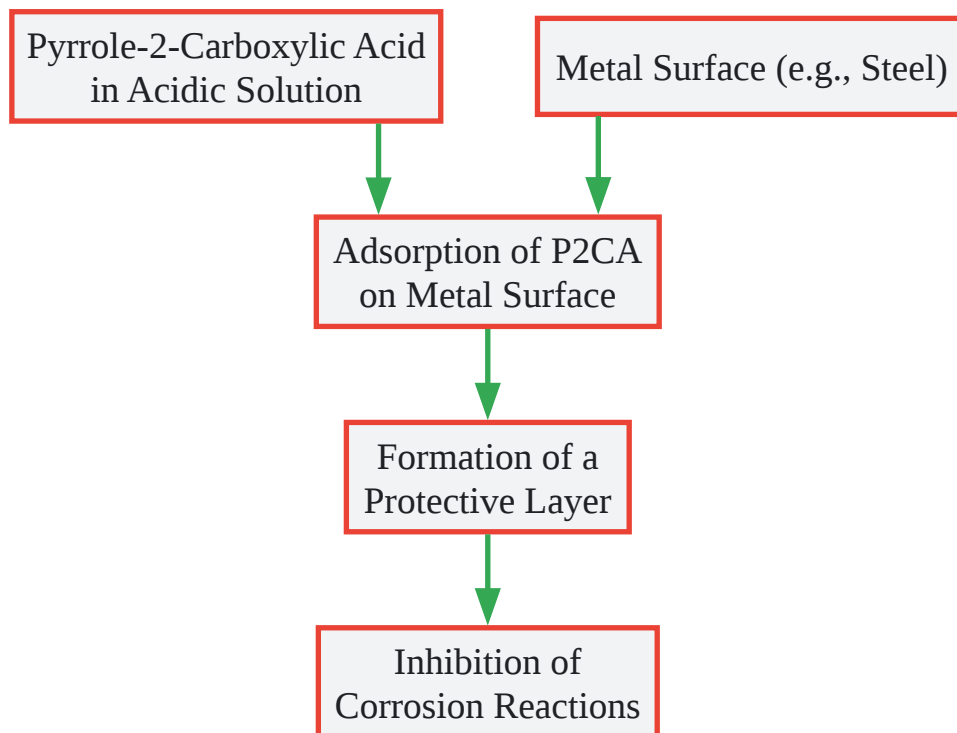 Pyrrole-2-Carboxylic Acid
in Acidic Solution
Metal Surface (e.g., Steel)
Adsorption of P2CA
on Metal Surface
Formation of a
Protective Layer
Inhibition of
Corrosion Reactions